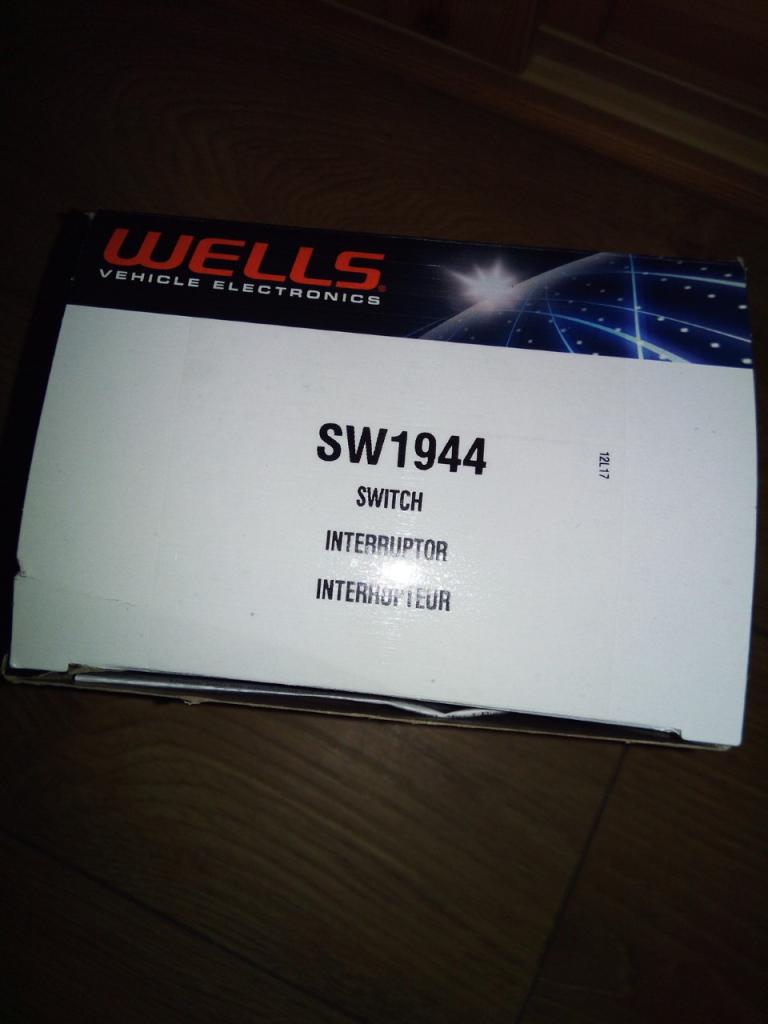 WELLS®
VEHICLE ELECTRONICS
SW1944
12L17
SWITCH
INTERRUPTOR
INTERRUPTEUR